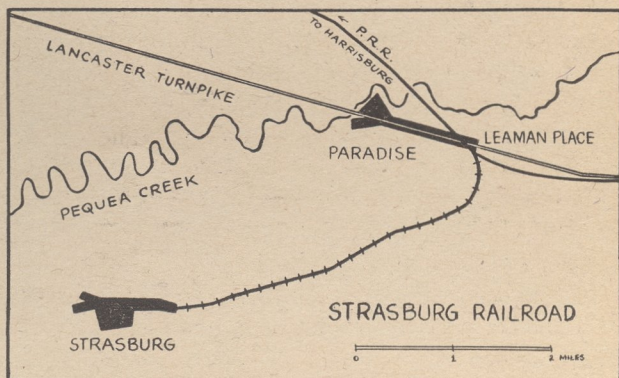 ← P.R.R.
TO HARRISBURG
LANCASTER TURNPIKE
LEAMAN PLACE
PARADISE
PEQUEA CREEK
STRASBURG RAILROAD
STRASBURG
0 1 2 MILES